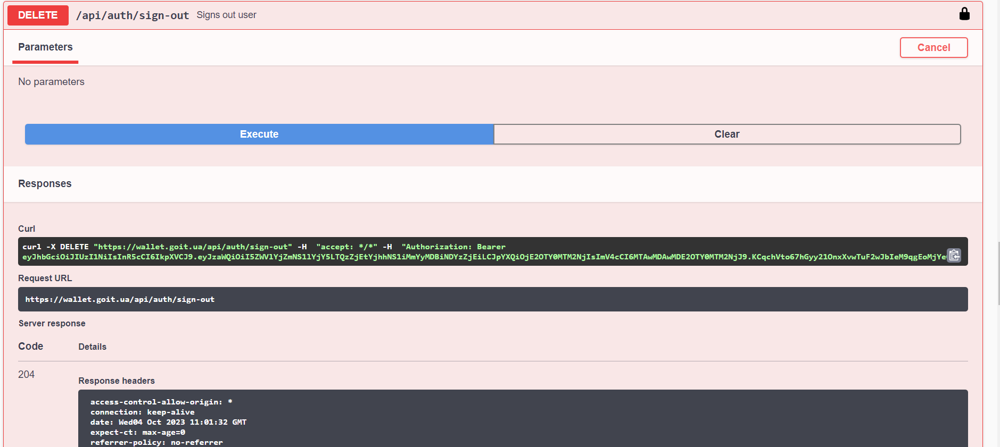 DELETE /api/auth/sign-out Signs out user
Parameters
Cancel
No parameters
Execute
Clear
Responses
Curl
curl -X DELETE "https://wallet.goit.ua/api/auth/sign-out" -H  "accept: */*" -H  "Authorization: Bearer
eyJhbGciOiJIUzI1NiIsInR5cCI6IkpXVCJ9.eyJzaWQiOiI5ZWVlYjZmNS1lYjY5LTQzZjEtYjhhNS1iMmYyMDBiNDYzZjEiLCJpYXQiOjE2OTY0MTM2NjIsImV4cCI6MTAwMDAwMDE2OTY0MTM2NjJ9.KCqchVto67hGyy21OnxXvwTuF2wJbIeM9qgEoMjYe
Request URL
https://wallet.goit.ua/api/auth/sign-out
Server response
Code
Details
204
Response headers
access-control-allow-origin: *
connection: keep-alive
date: Wed04 Oct 2023 11:01:32 GMT
expect-ct: max-age=0
referrer-policy: no-referrer